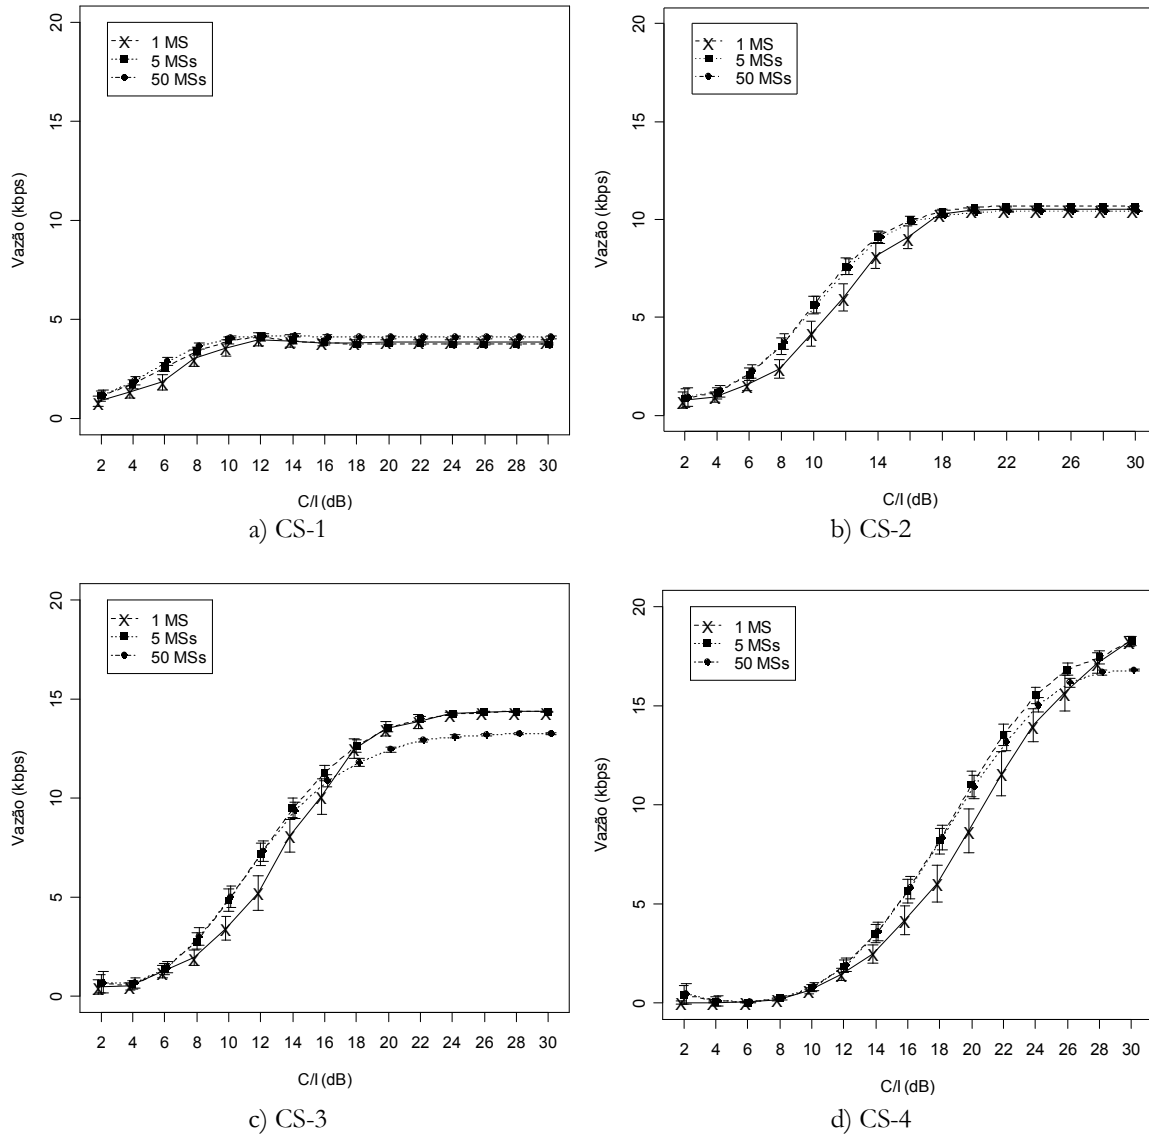 20
15
10
5
0
Vazão (kbps)
1 MS
5 MSs
50 MSs
2 4 6 8 10 12 14 16 18 20 22 24 26 28 30
C/I (dB)
a) CS-1
20
15
10
5
0
Vazão (kbps)
1 MS
5 MSs
50 MSs
2 4 6 8 10 14 18 22 26 30
C/I (dB)
b) CS-2
20
15
10
5
0
Vazão (kbps)
1 MS
5 MSs
50 MSs
2 4 6 8 10 12 14 16 18 20 22 24 26 28 30
C/I (dB)
c) CS-3
20
15
10
5
0
Vazão (kbps)
1 MS
5 MSs
50 MSs
2 4 6 8 10 12 14 16 18 20 22 24 26 28 30
C/I (dB)
d) CS-4